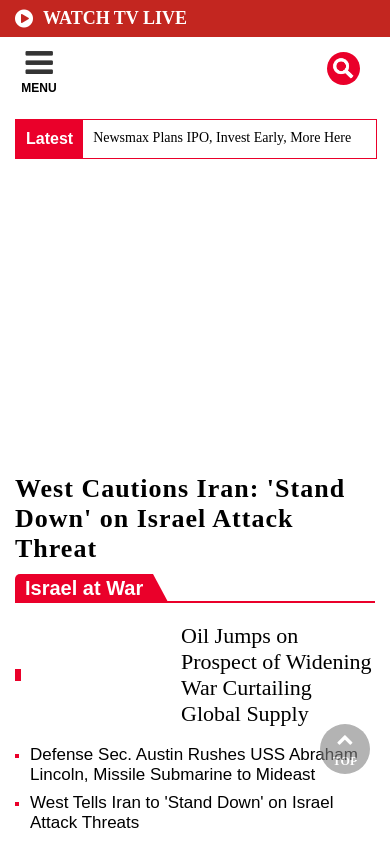 WATCH TV LIVE
MENU
Latest Newsmax Plans IPO, Invest Early, More Here
West Cautions Iran: 'Stand
Down' on Israel Attack
Threat
Israel at War
Oil Jumps on
Prospect of Widening
War Curtailing
Global Supply
Defense Sec. Austin Rushes USS Abraham
Lincoln, Missile Submarine to Mideast
TOP
West Tells Iran to 'Stand Down' on Israel
Attack Threats